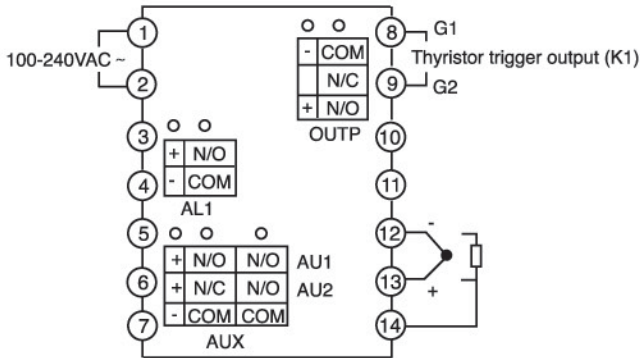 1
8 G1
- COM
100-240VAC ~
Thyristor trigger output (K1)
N/C
2
9 G2
+ N/O
OUTP
3
10
+ N/O
4
- COM
11
AL1
5
12 -
+ N/O N/O AU1
6
+ N/C N/O AU2
13 +
7
- COM COM
14
AUX